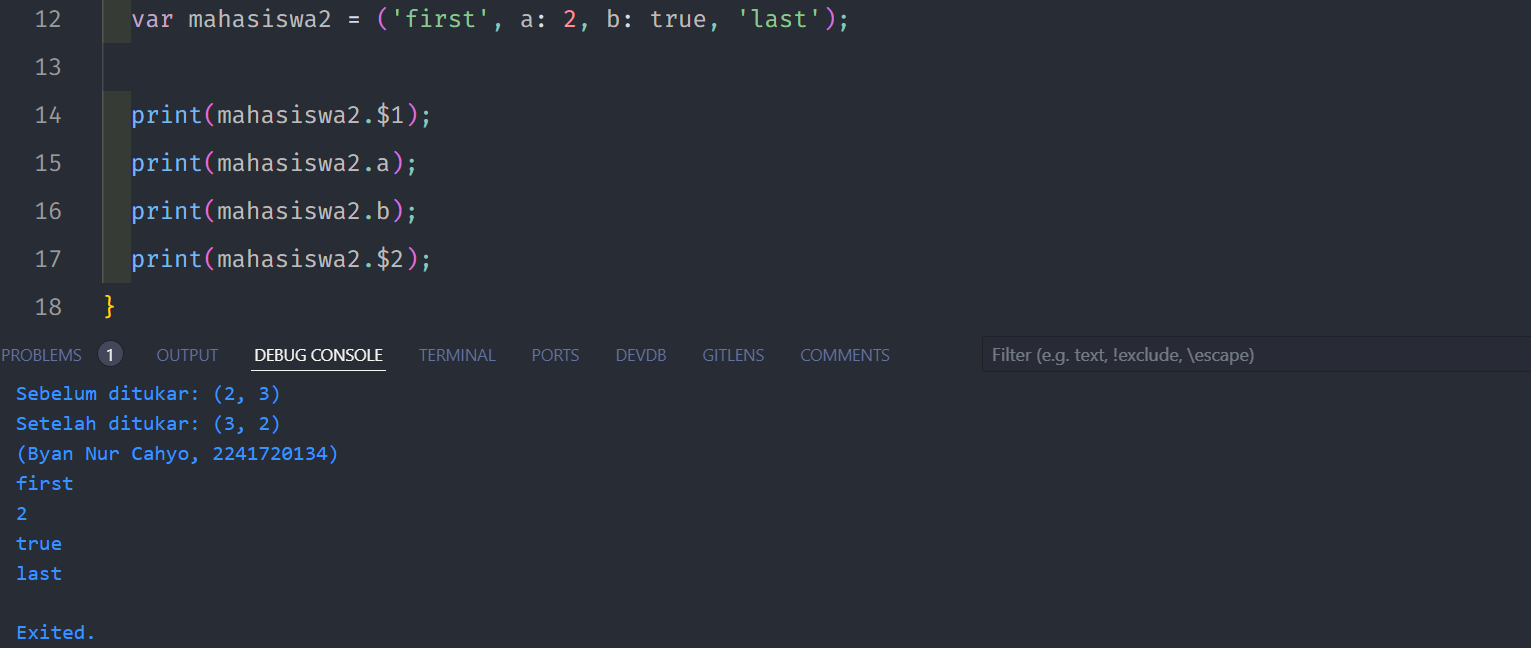 12 var mahasiswa2 = ('first', a: 2, b: true, 'last');
13
14 print(mahasiswa2.$1);
15 print(mahasiswa2.a);
16 print(mahasiswa2.b);
17 print(mahasiswa2.$2);
18 }
PROBLEMS 1 OUTPUT DEBUG CONSOLE TERMINAL PORTS DEVDB GITLENS COMMENTS Filter (e.g. text, !exclude, \escape)
Sebelum ditukar: (2, 3)
Setelah ditukar: (3, 2)
(Byan Nur Cahyo, 2241720134)
first
2
true
last
Exited.